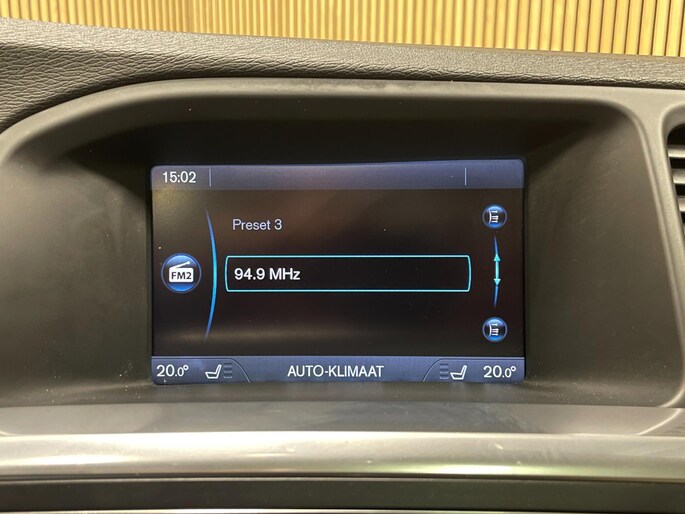 15:02
Preset 3
FM2
94.9 MHz
20.0° AUTO-KLIMAAT 20.0°